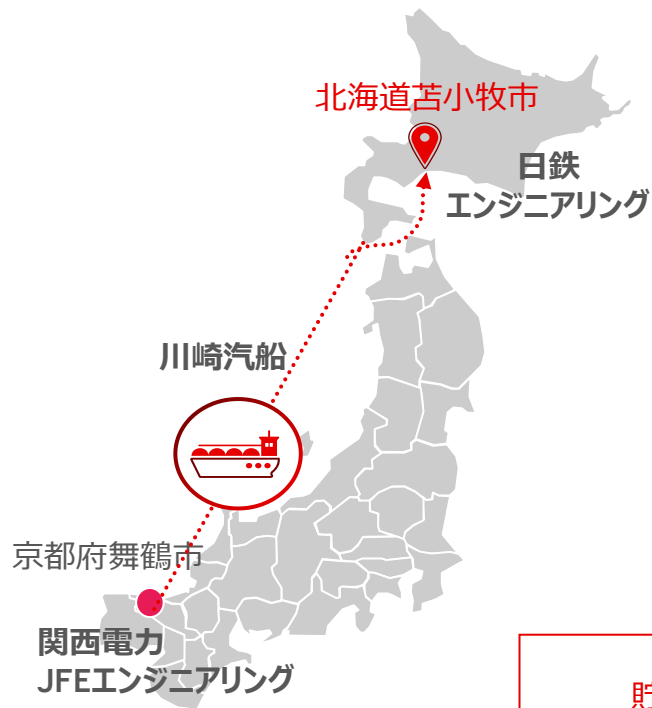 北海道苫小牧市
日鉄
エンジニアリング
川崎汽船
京都府舞鶴市
関西電力
JFEエンジニアリング
貯